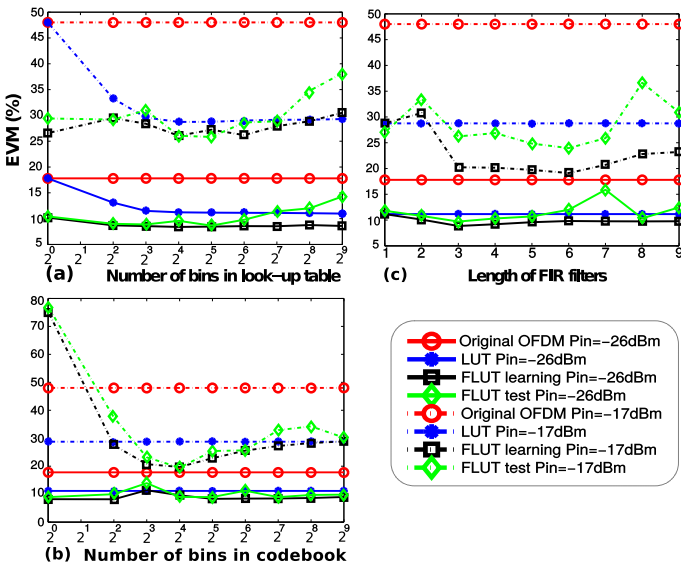 50
45
40
35
30
25
20
15
10
5
EVM (%)
2^0 2^1 2^2 2^3 2^4 2^5 2^6 2^7 2^8 2^9
(a) Number of bins in look-up table
50
45
40
35
30
25
20
15
10
5
1 2 3 4 5 6 7 8 9
(c) Length of FIR filters
80
70
60
50
40
30
20
10
0
2^0 2^1 2^2 2^3 2^4 2^5 2^6 2^7 2^8 2^9
(b) Number of bins in codebook
Original OFDM Pin=-26dBm
LUT Pin=-26dBm
FLUT learning Pin=-26dBm
FLUT test Pin=-26dBm
Original OFDM Pin=-17dBm
LUT Pin=-17dBm
FLUT learning Pin=-17dBm
FLUT test Pin=-17dBm